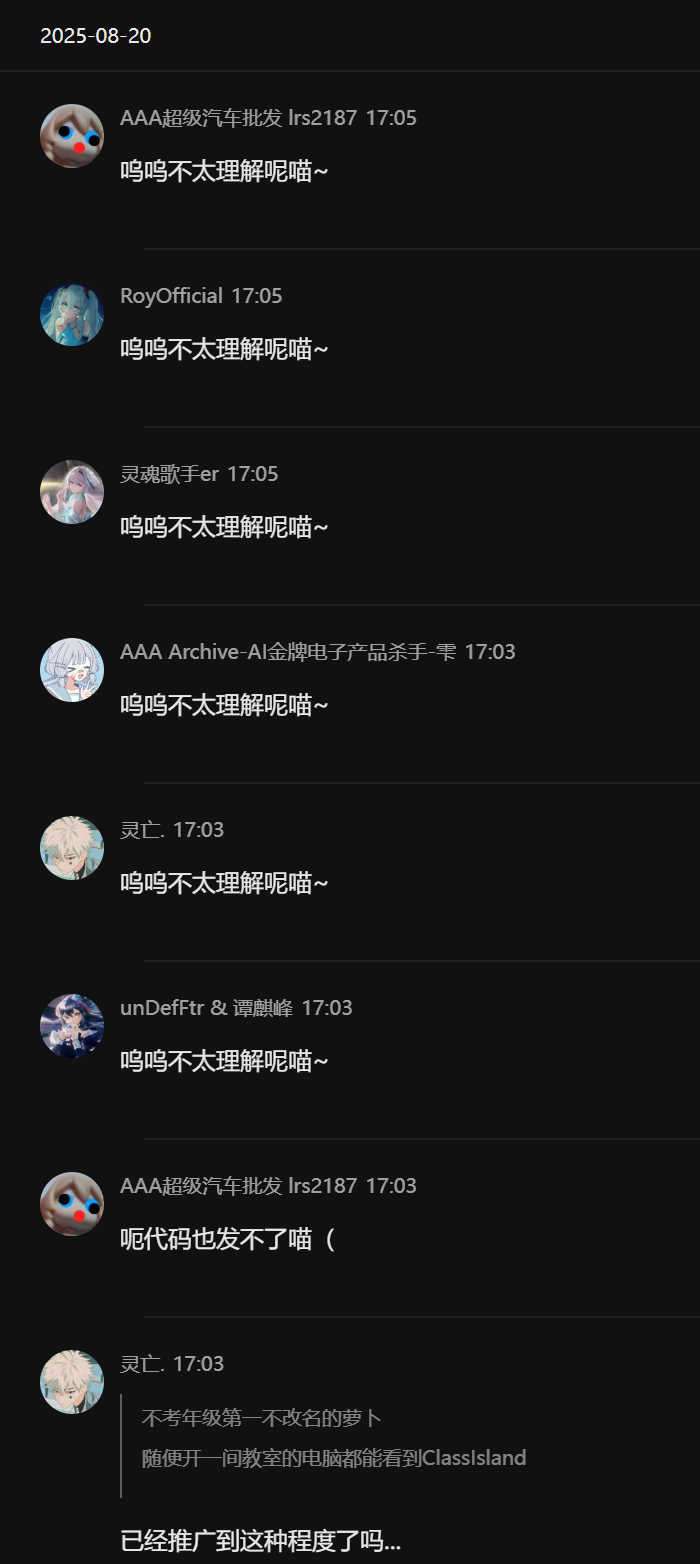 2025-08-20
AAA超级汽车批发 lrs2187 17:05
呜呜不太理解呢喵~
RoyOfficial 17:05
呜呜不太理解呢喵~
灵魂歌手er 17:05
呜呜不太理解呢喵~
AAA Archive-AI金牌电子产品杀手-雫 17:03
呜呜不太理解呢喵~
灵亡. 17:03
呜呜不太理解呢喵~
unDefFtr & 谭麒峰 17:03
呜呜不太理解呢喵~
AAA超级汽车批发 lrs2187 17:03
呃代码也发不了喵（
灵亡. 17:03
不考年级第一不改名的萝卜
随便开一间教室的电脑都能看到ClassIsland
已经推广到这种程度了吗...